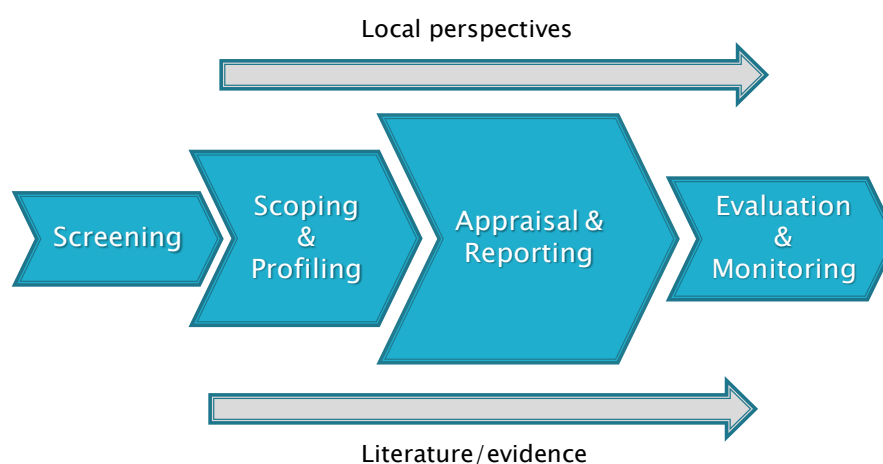 Local perspectives
Screening
Scoping
&
Profiling
Appraisal &
Reporting
Evaluation
&
Monitoring
Literature/evidence